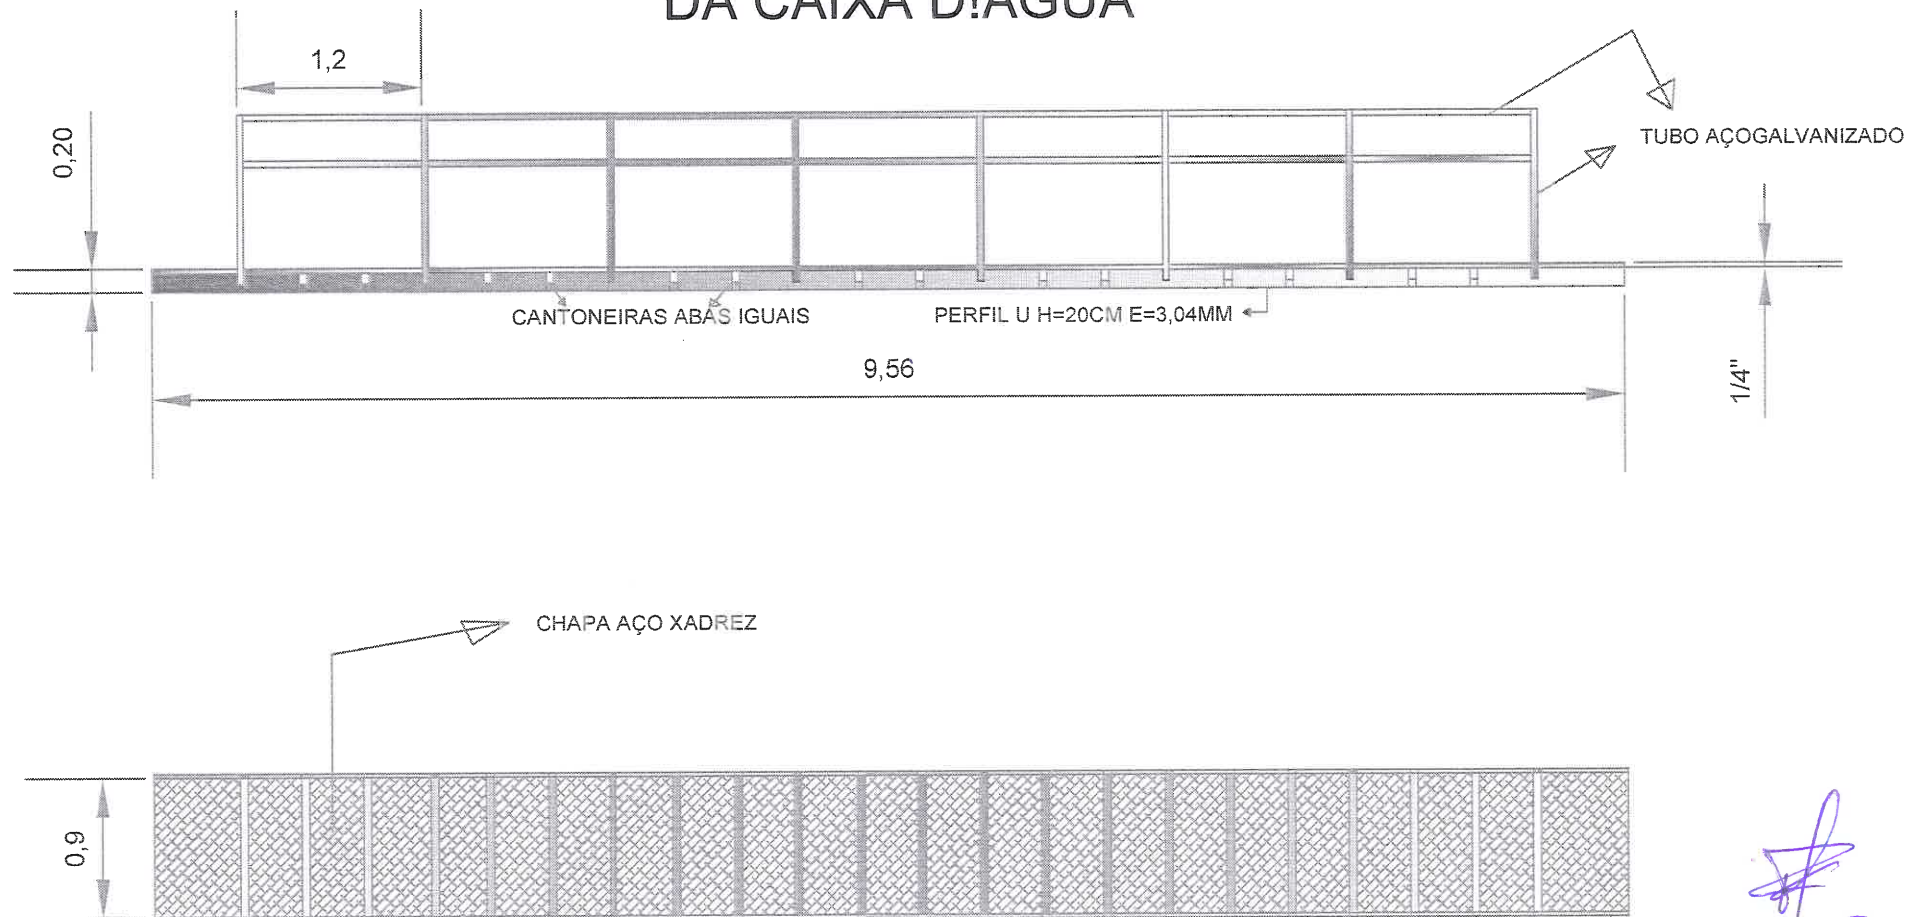 DA CAIXA D!AGUA
1,2
0,20
TUBO AÇOGALVANIZADO
CANTONEIRAS ABAS IGUAIS
PERFIL U H=20CM E=3,04MM
9,56
1/4"
CHAPA AÇO XADREZ
0,9